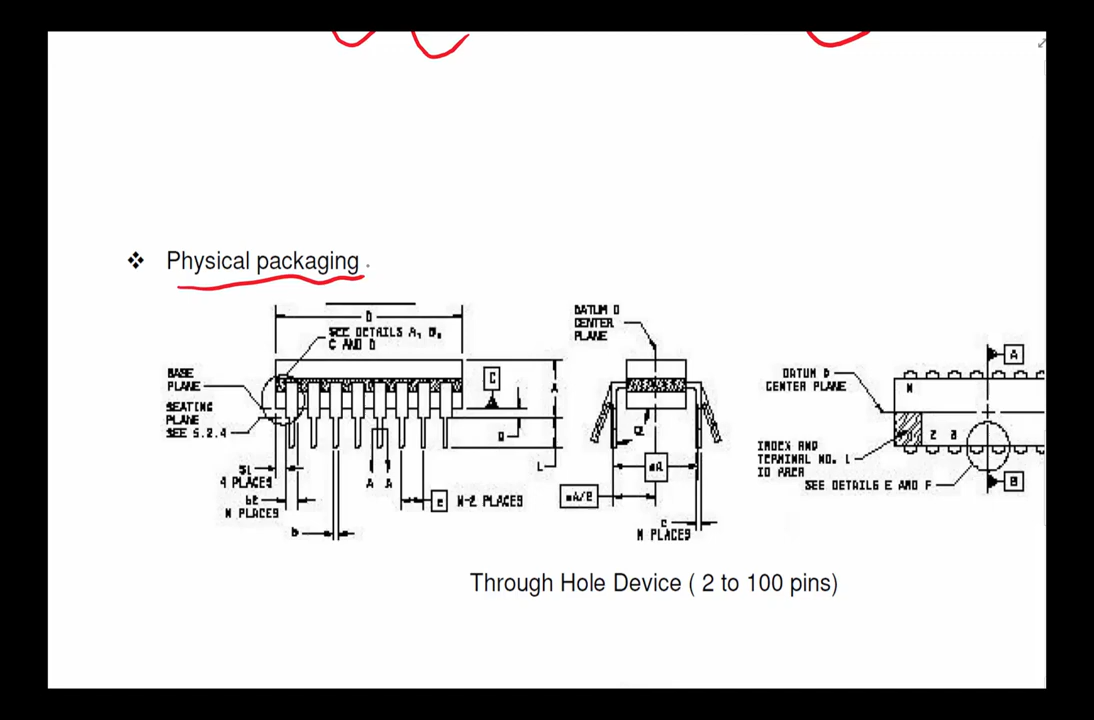 ❖ Physical packaging
D
SEE DETAILS A, B,
C AND D
BASE
PLANE
SEATING
PLANE
SEE 5.2.4
C
A
Q
L
S1
4 PLACES
b2
N PLACES
A A
e N-2 PLACES
b
DATUM D
CENTER
PLANE
α
eA
eA/2
c
N PLACES
A
DATUM D
CENTER PLANE
N
1 2 3
INDEX AND
TERMINAL NO. 1
ID AREA
SEE DETAILS E AND F
B
Through Hole Device ( 2 to 100 pins)